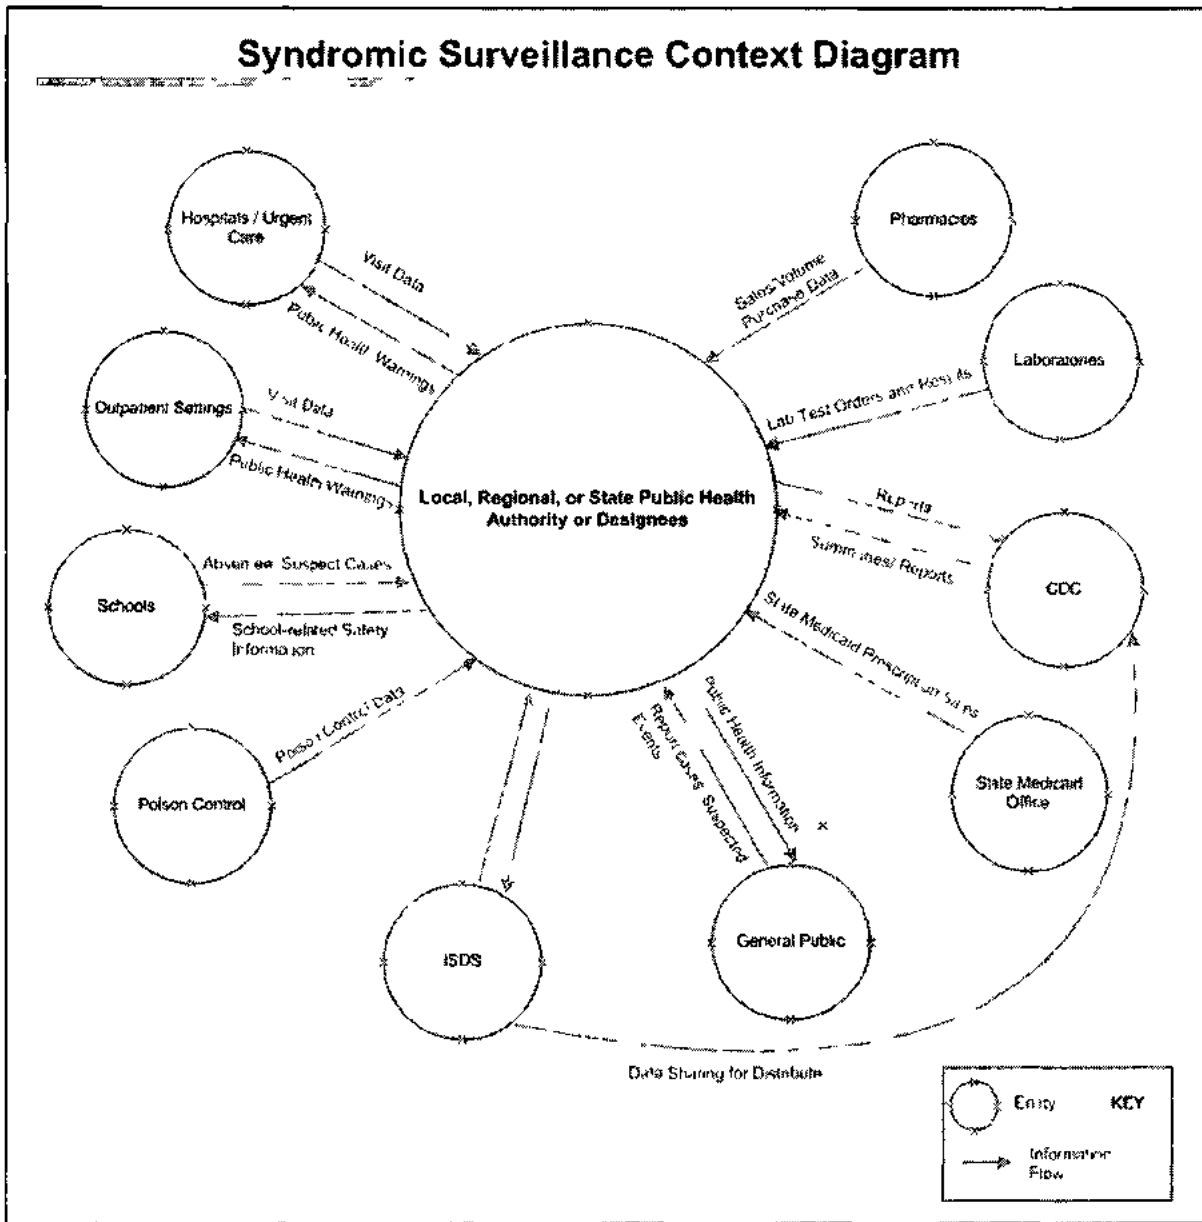 Syndromic Surveillance Context Diagram
Hospitals / Urgent
Care
Visit Data
Public Health Warnings
Pharmacies
Sales Volume
Purchase Data
Laboratories
Lab Test Orders and Results
Outpatient Settings
Visit Data
Public Health Warnings
Local, Regional, or State Public Health
Authority or Designees
Reports
Summaries/ Reports
CDC
Schools
Suspect Cases
School-related Safety
Information
State Medicaid Prescription Sales
State Medicaid
Office
Poison Control Data
Poison Control
Public Health Information
Report Cases, Suspected
Events
ISDS
General Public
Data Sharing for Distribute
Entity
KEY
Information
Flow